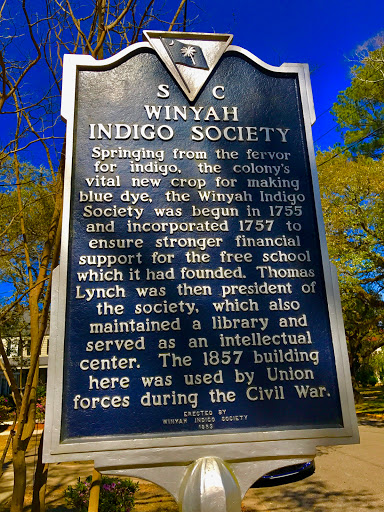 S C
WINYAH
INDIGO SOCIETY
Springing from the fervor
for indigo, the colony's
vital new crop for making
blue dye, the Winyah Indigo
Society was begun in 1755
and incorporated 1757 to
ensure stronger financial
support for the free school
which it had founded. Thomas
Lynch was then president of
the society, which also
maintained a library and
served as an intellectual
center. The 1857 building
here was used by Union
forces during the Civil War.
ERECTED BY
WINYAH INDIGO SOCIETY